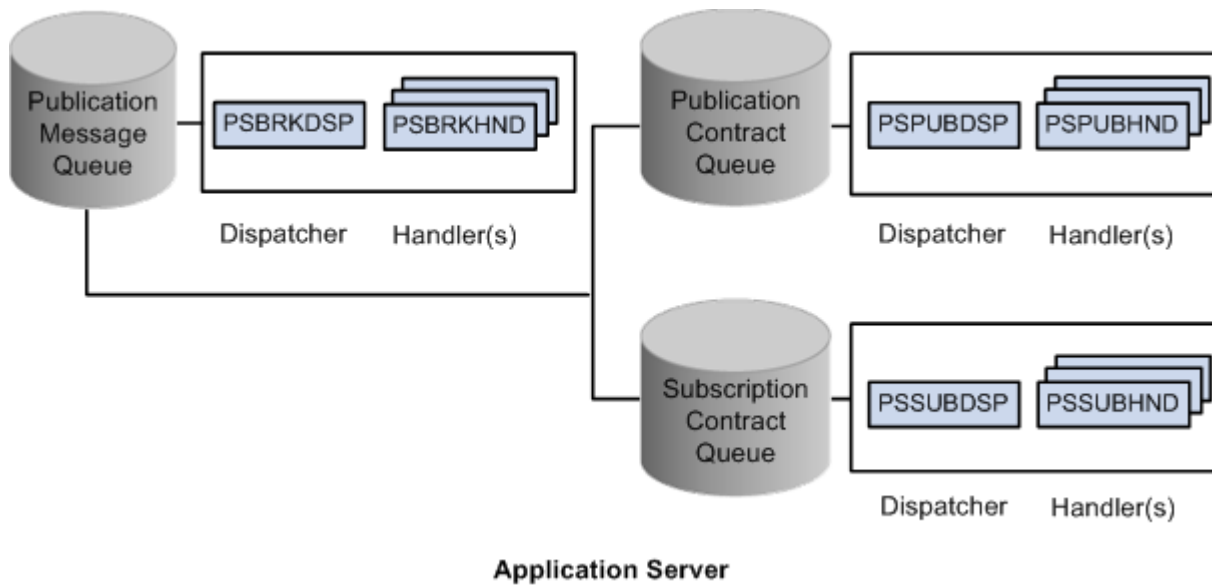 Publication
Message
Queue
PSBRKDSP
PSBRKHND
Dispatcher
Handler(s)
Publication
Contract
Queue
PSPUBDSP
PSPUBHND
Dispatcher
Handler(s)
Subscription
Contract
Queue
PSSUBDSP
PSSUBHND
Dispatcher
Handler(s)
Application Server